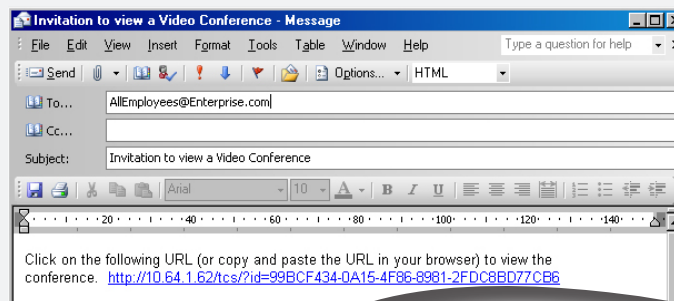 Invitation to view a Video Conference - Message
File Edit View Insert Format Tools Table Window Help Type a question for help
Send Options... HTML
To... AllEmployees@Enterprise.com
Cc...
Subject: Invitation to view a Video Conference
Arial 10 A B I U
20 40 60 80 100 120 140
Click on the following URL (or copy and paste the URL in your browser) to view the
conference. http://10.64.1.62/tcs/?id=99BCF434-0A15-4F86-8981-2FDC8BD77CB6